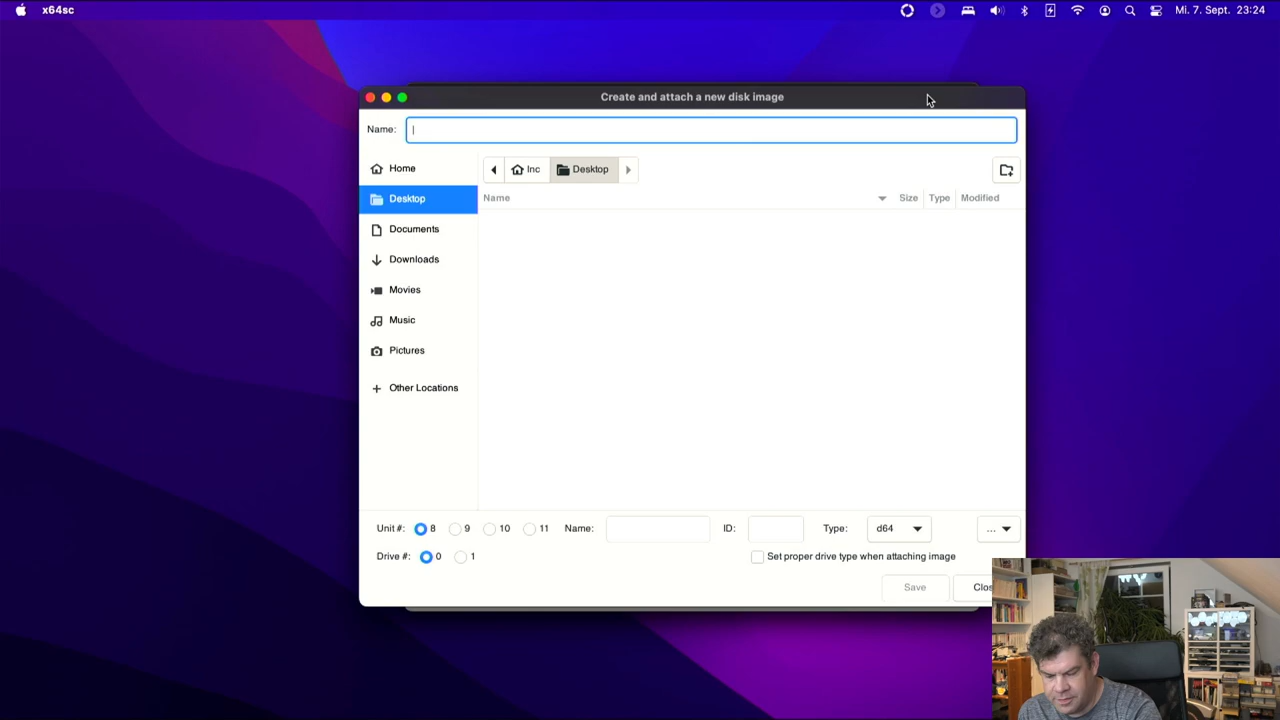 x64sc Mi. 7. Sept. 23:24
Create and attach a new disk image
Name:
Home Inc Desktop
Desktop Name Size Type Modified
Documents
Downloads
Movies
Music
Pictures
Other Locations
Unit #: 8 9 10 11 Name: ID: Type: d64 ...
Drive #: 0 1 Set proper drive type when attaching image
Save Clos